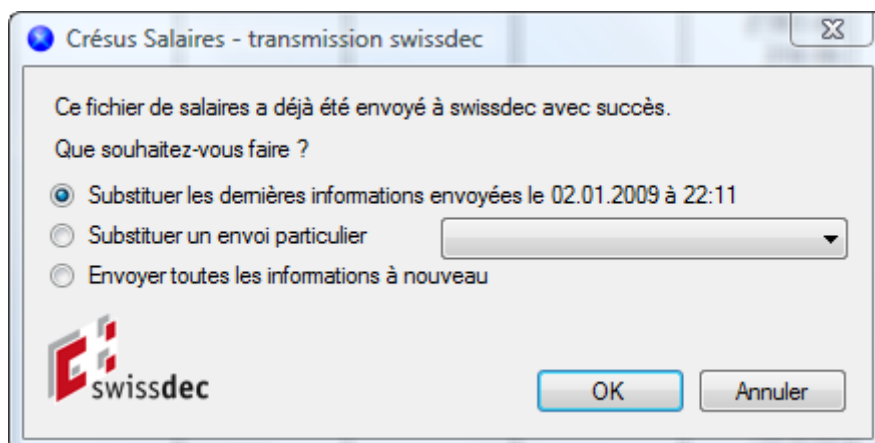 Crésus Salaires - transmission swissdec
Ce fichier de salaires a déjà été envoyé à swissdec avec succès.
Que souhaitez-vous faire ?
Substituer les dernières informations envoyées le 02.01.2009 à 22:11
Substituer un envoi particulier
Envoyer toutes les informations à nouveau
swissdec
OK
Annuler